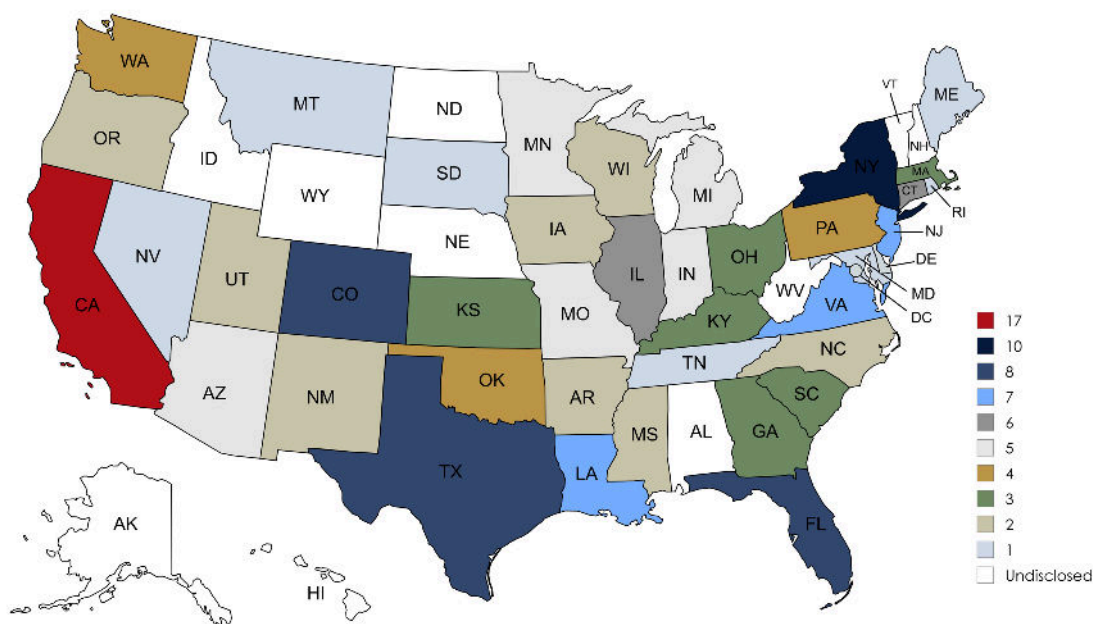 WA
MT
ND
MN
VT
ME
OR
ID
SD
WI
NH
NY
MA
CT
RI
WY
MI
NJ
PA
NE
IA
DE
NV
UT
CO
IL
IN
OH
MD
WV
DC
CA
KS
MO
VA
KY
NC
TN
AZ
NM
OK
AR
SC
MS
AL
GA
TX
LA
FL
AK
HI
17
10
8
7
6
5
4
3
2
1
Undisclosed